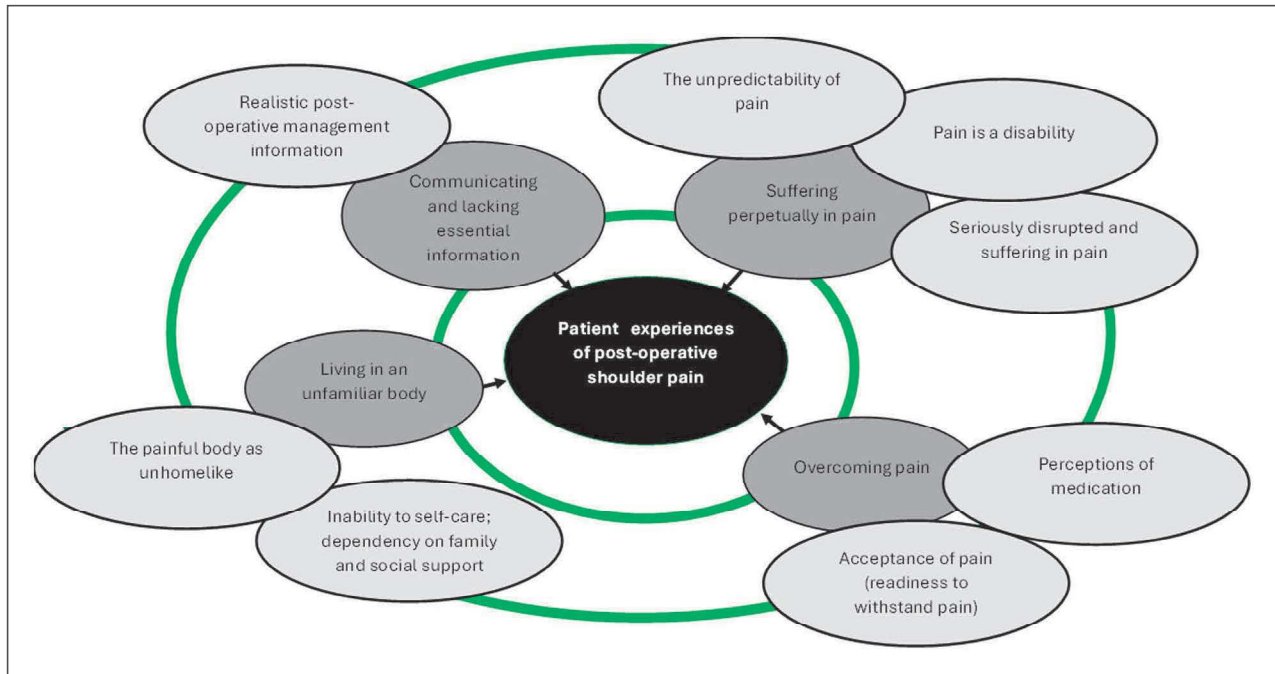 The unpredictability of
pain
Realistic post-
operative management
information
Pain is a disability
Communicating
and lacking
essential
information
Suffering
perpetually in pain
Seriously disrupted and
suffering in pain
Patient experiences
of post-operative
shoulder pain
Living in an
unfamiliar body
The painful body as
unhomelike
Overcoming pain
Perceptions of
medication
Inability to self-care;
dependency on family
and social support
Acceptance of pain
(readiness to
withstand pain)